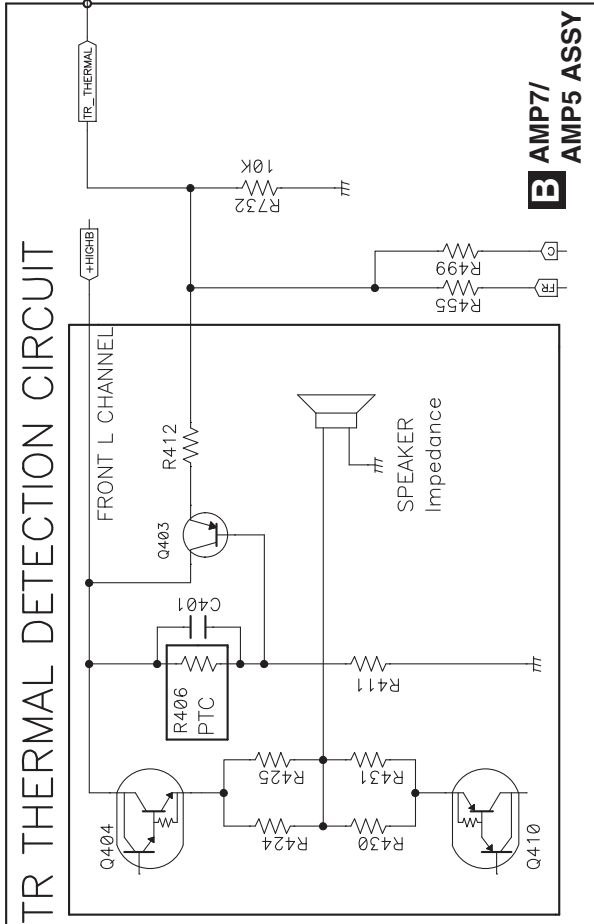 TR THERMAL DETECTION CIRCUIT
TR_THERMAL
+HIGHB
FRONT L CHANNEL
R732
10K
R499
C
R455
FR
B AMP7/
AMP5 ASSY
R412
Q403
C401
R406
PTC
R411
SPEAKER
Impedance
Q404
R425
R424
R431
R430
Q410